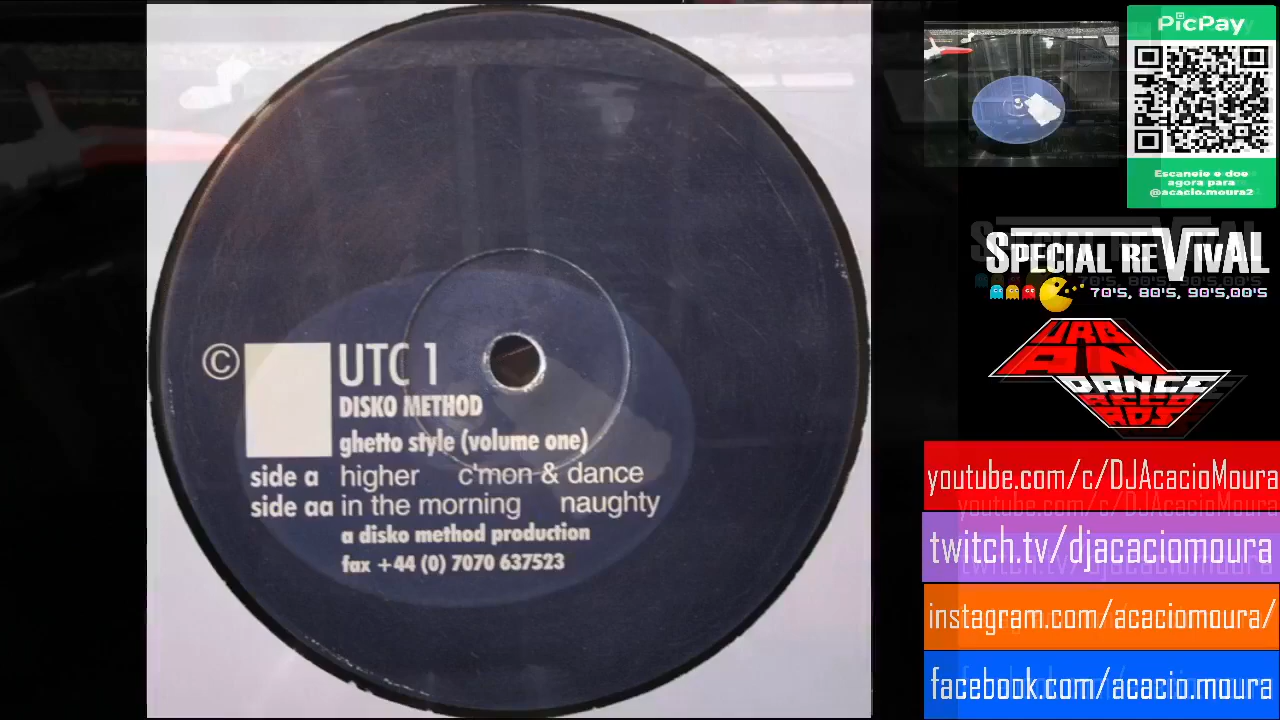 © UTC 1
DISKO METHOD
ghetto style (volume one)
side a higher c'mon & dance
side aa in the morning naughty
a disko method production
fax +44 (0) 7070 637523
PicPay
Escaneie e doe
agora para
@acacio.moura2
SPECIAL REVIVAL
70'S, 80'S, 90'S,00'S
URBAN
DANCE
RECORDS
youtube.com/c/DJAcacioMoura
twitch.tv/djacaciomoura
instagram.com/acaciomoura/
facebook.com/acacio.moura